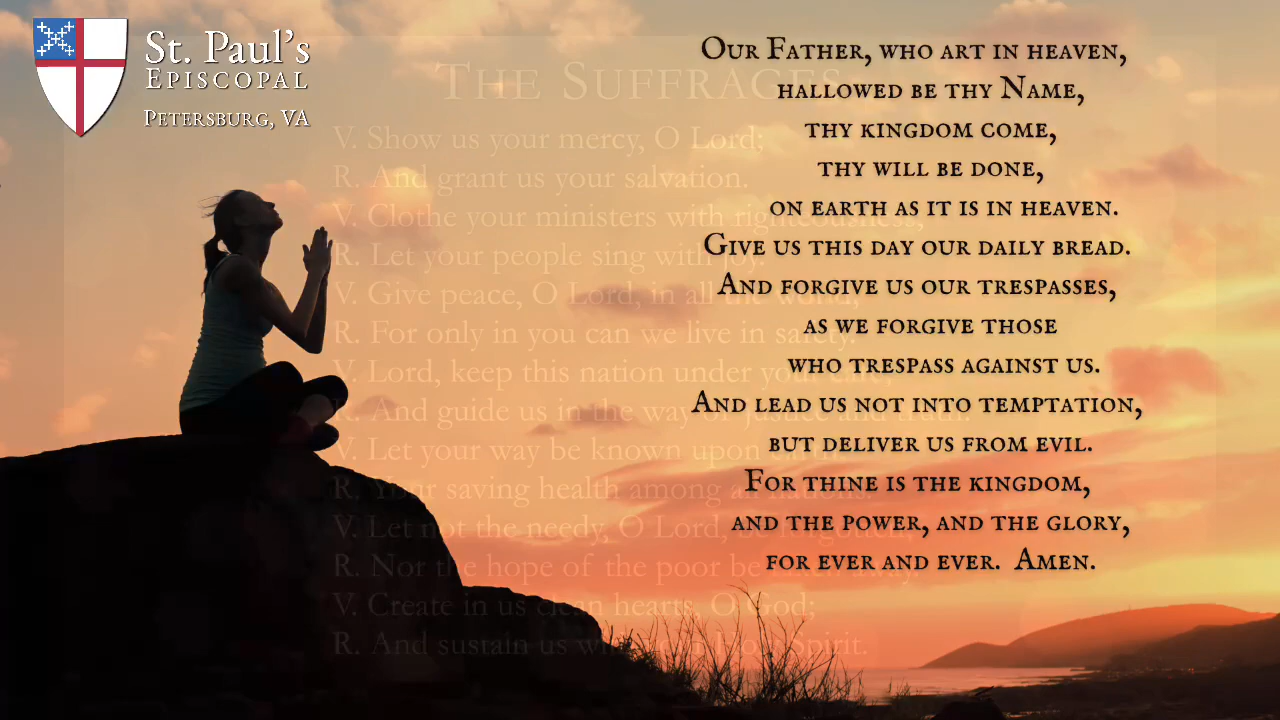 St. Paul's
Episcopal
Petersburg, VA
Our Father, who art in heaven,
hallowed be thy Name,
thy kingdom come,
thy will be done,
on earth as it is in heaven.
Give us this day our daily bread.
And forgive us our trespasses,
as we forgive those
who trespass against us.
And lead us not into temptation,
but deliver us from evil.
For thine is the kingdom,
and the power, and the glory,
for ever and ever. Amen.
The Suffrages
V. Show us your mercy, O Lord;
R. And grant us your salvation.
V. Clothe your ministers with righteousness;
R. Let your people sing with joy.
V. Give peace, O Lord, in all the world;
R. For only in you can we live in safety.
V. Lord, keep this nation under your care;
R. And guide us in the way of justice and truth.
V. Let your way be known upon
R. Your saving health among all nations.
V. Let not the needy, O Lord, be forgotten;
R. Nor the hope of the poor be taken away.
V. Create in us clean hearts, O God;
R. And sustain us with your Holy Spirit.